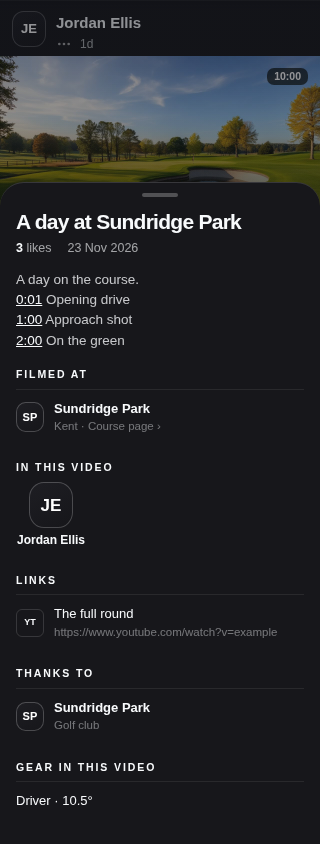 JE
Jordan Ellis
··· 1d
10:00
A day at Sundridge Park
3 likes 23 Nov 2026
A day on the course.
0:01 Opening drive
1:00 Approach shot
2:00 On the green
FILMED AT
SP
Sundridge Park
Kent · Course page ›
IN THIS VIDEO
JE
Jordan Ellis
LINKS
YT
The full round
https://www.youtube.com/watch?v=example
THANKS TO
SP
Sundridge Park
Golf club
GEAR IN THIS VIDEO
Driver · 10.5°